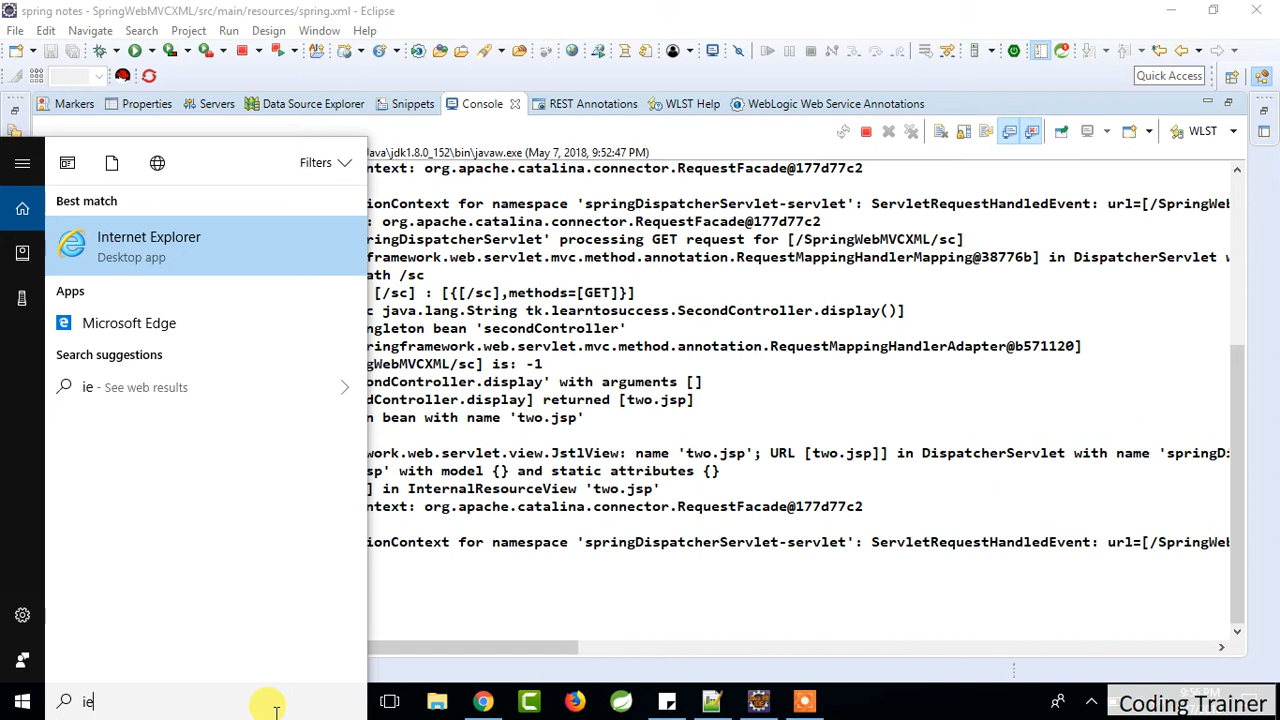 spring notes - SpringWebMVCXML/src/main/resources/spring.xml - Eclipse
File Edit Navigate Search Project Run Design Window Help
Quick Access
Markers Properties Servers Data Source Explorer Snippets Console REST Annotations WLST Help WebLogic Web Service Annotations
WLST
Java\jdk1.8.0_152\bin\javaw.exe (May 7, 2018, 9:52:47 PM)
ontext: org.apache.catalina.connector.RequestFacade@177d77c2
ionContext for namespace 'springDispatcherServlet-servlet': ServletRequestHandledEvent: url=[/SpringWeb
: org.apache.catalina.connector.RequestFacade@177d77c2
ringDispatcherServlet' processing GET request for [/SpringWebMVCXML/sc]
framework.web.servlet.mvc.method.annotation.RequestMappingHandlerMapping@38776b] in DispatcherServlet w
ath /sc
[/sc] : [{[/sc],methods=[GET]}]
c java.lang.String tk.learntosuccess.SecondController.display()]
ngleton bean 'secondController'
ringframework.web.servlet.mvc.method.annotation.RequestMappingHandlerAdapter@b571120]
gWebMVCXML/sc] is: -1
ondController.display' with arguments []
ndController.display] returned [two.jsp]
n bean with name 'two.jsp'
work.web.servlet.view.JstlView: name 'two.jsp'; URL [two.jsp]] in DispatcherServlet with name 'springDi
sp' with model {} and static attributes {}
] in InternalResourceView 'two.jsp'
ontext: org.apache.catalina.connector.RequestFacade@177d77c2
ionContext for namespace 'springDispatcherServlet-servlet': ServletRequestHandledEvent: url=[/SpringWeb
Filters
Best match
Internet Explorer
Desktop app
Apps
Microsoft Edge
Search suggestions
ie - See web results
ie
Coding Trainer